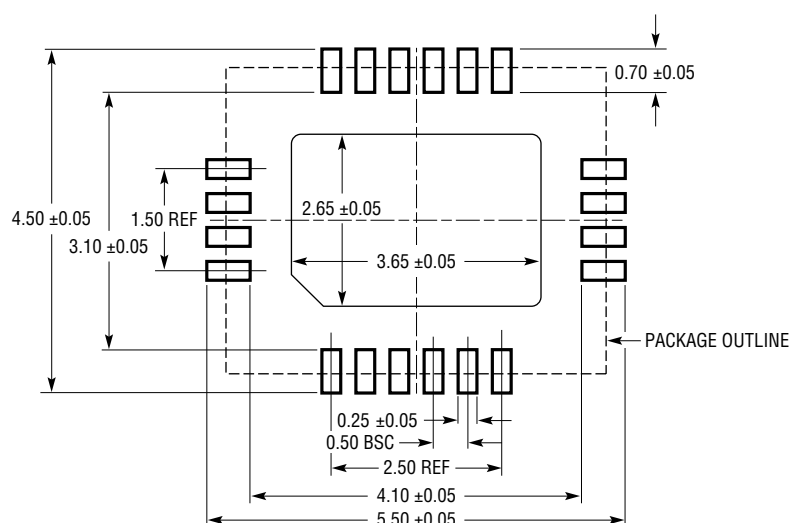 0.70 ±0.05
4.50 ±0.05
1.50 REF
2.65 ±0.05
3.10 ±0.05
3.65 ±0.05
PACKAGE OUTLINE
0.25 ±0.05
0.50 BSC
2.50 REF
4.10 ±0.05
5.50 ±0.05